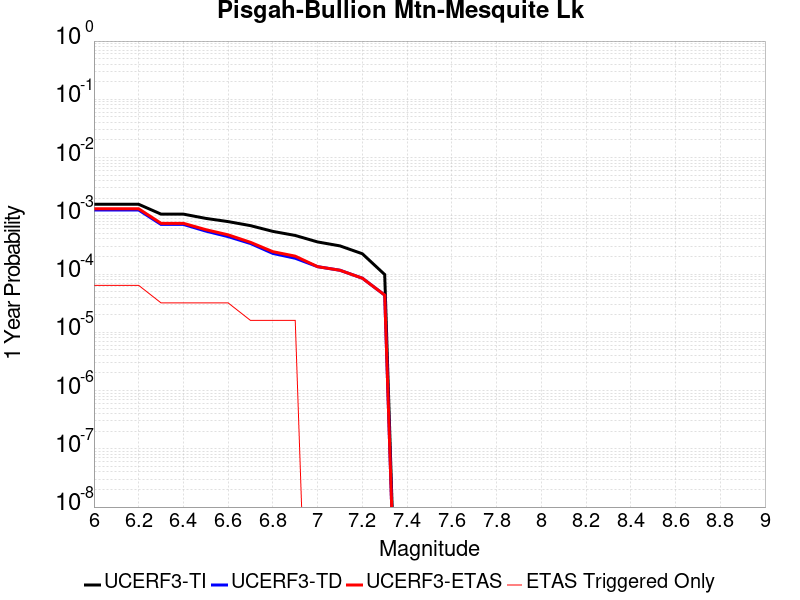 Pisgah-Bullion Mtn-Mesquite Lk
10^0
10^-1
10^-2
10^-3
10^-4
10^-5
10^-6
10^-7
10^-8
1 Year Probability
6 6.2 6.4 6.6 6.8 7 7.2 7.4 7.6 7.8 8 8.2 8.4 8.6 8.8 9
Magnitude
UCERF3-TI UCERF3-TD UCERF3-ETAS ETAS Triggered Only